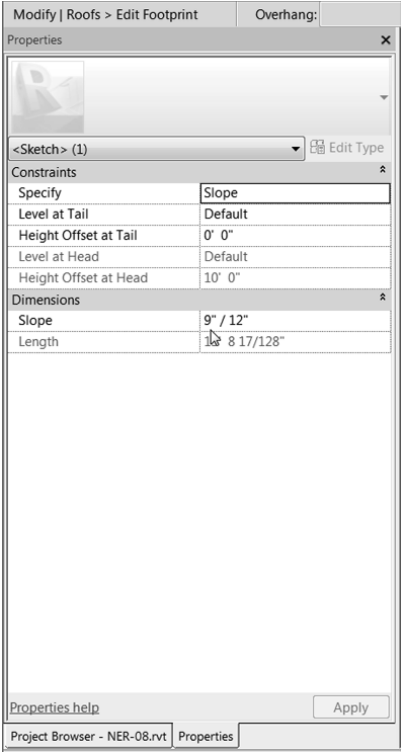 Modify | Roofs > Edit Footprint Overhang:
Properties
<Sketch> (1) Edit Type
Constraints
Specify Slope
Level at Tail Default
Height Offset at Tail 0' 0"
Level at Head Default
Height Offset at Head 10' 0"
Dimensions
Slope 9" / 12"
Length 8 17/128"
Properties help Apply
Project Browser - NER-08.rvt Properties